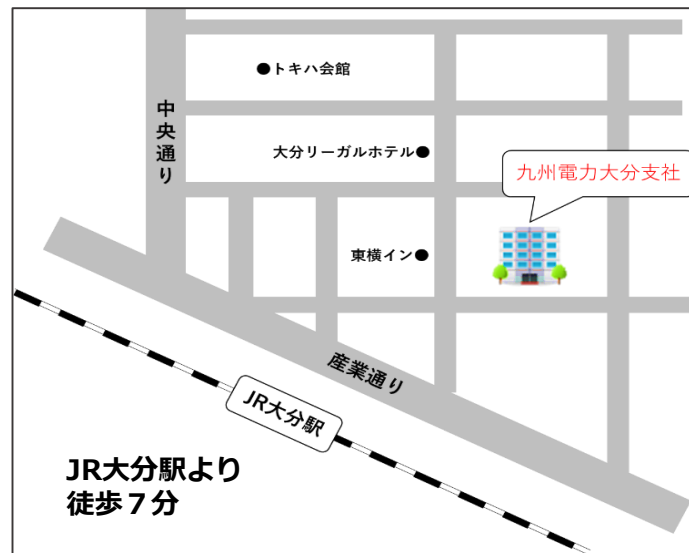 ●トキハ会館
中央通り
大分リーガルホテル●
九州電力大分支社
東横イン●
産業通り
JR大分駅
JR大分駅より
徒歩７分